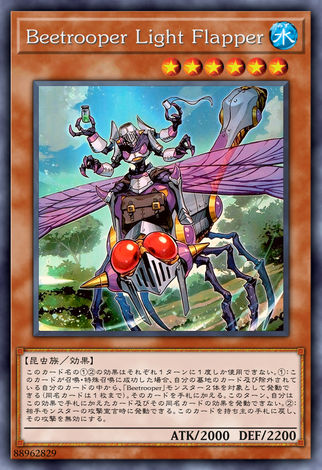 Beetrooper Light Flapper 水
【昆虫族／効果】
このカード名の①②の効果はそれぞれ１ターンに１度しか使用できない。①:こ
のカードが召喚・特殊召喚に成功した場合、自分の墓地のカード及び除外されて
いる自分のカードの中から、「Beetrooper」モンスター２体を対象として発動で
きる(同名カードは１枚まで)。そのカードを手札に加える。このターン、自分は
この効果で手札に加えたカード及びその同名カードの効果を発動できない。②:
相手モンスターの攻撃宣言時に発動できる。このカードを持ち主の手札に戻し、
その攻撃を無効にする。
ATK/2000 DEF/2200
88962829